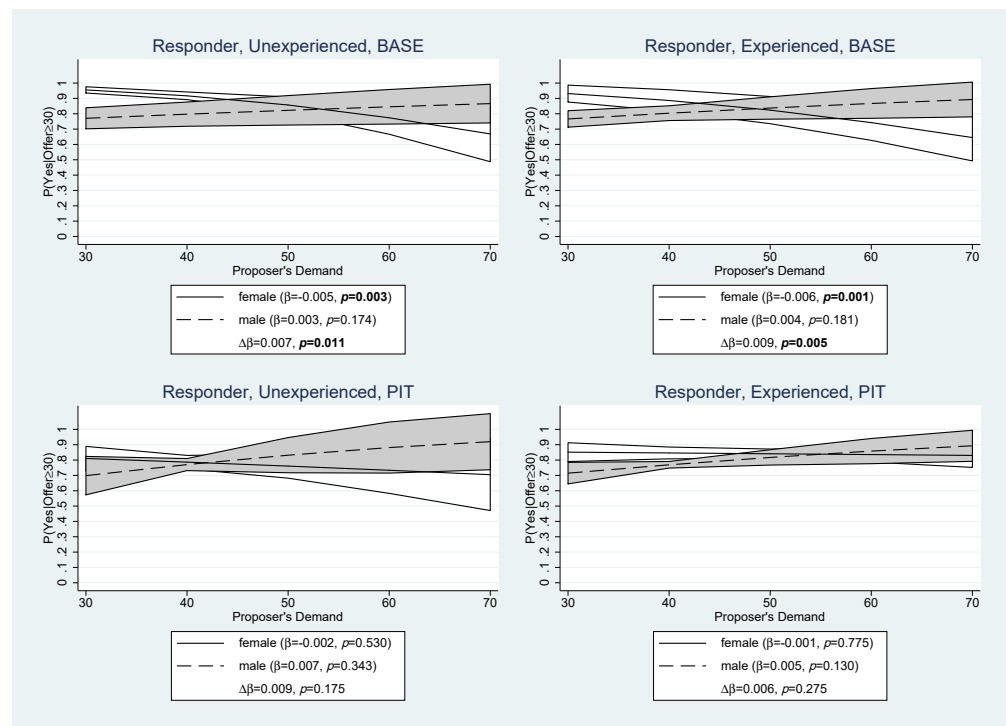 Responder, Unexperienced, BASE
P(Yes|Offer≥30)
0 .1 .2 .3 .4 .5 .6 .7 .8 .9 1
30 40 50 60 70
Proposer's Demand
female (β=-0.005, p=0.003)
male (β=0.003, p=0.174)
Δβ=0.007, p=0.011
Responder, Experienced, BASE
P(Yes|Offer≥30)
0 .1 .2 .3 .4 .5 .6 .7 .8 .9 1
30 40 50 60 70
Proposer's Demand
female (β=-0.006, p=0.001)
male (β=0.004, p=0.181)
Δβ=0.009, p=0.005
Responder, Unexperienced, PIT
P(Yes|Offer≥30)
0 .1 .2 .3 .4 .5 .6 .7 .8 .9 1
30 40 50 60 70
Proposer's Demand
female (β=-0.002, p=0.530)
male (β=0.007, p=0.343)
Δβ=0.009, p=0.175
Responder, Experienced, PIT
P(Yes|Offer≥30)
0 .1 .2 .3 .4 .5 .6 .7 .8 .9 1
30 40 50 60 70
Proposer's Demand
female (β=-0.001, p=0.775)
male (β=0.005, p=0.130)
Δβ=0.006, p=0.275